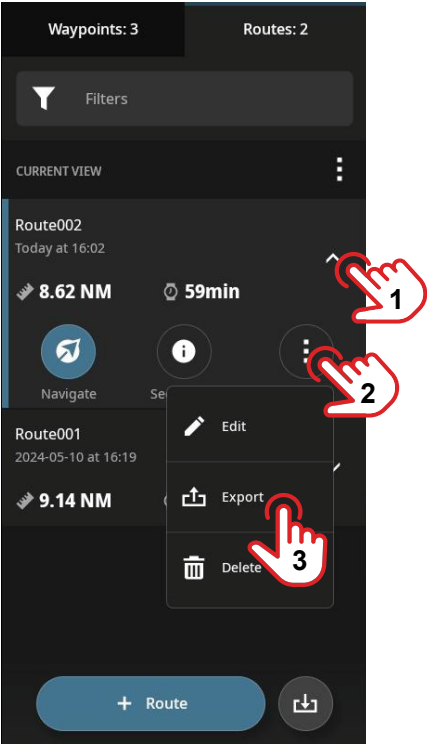 Waypoints: 3
Routes: 2
Filters
CURRENT VIEW
Route002
Today at 16:02
8.62 NM
59min
1
2
Navigate
Se
Edit
Route001
2024-05-10 at 16:19
9.14 NM
Export
3
Delete
+ Route